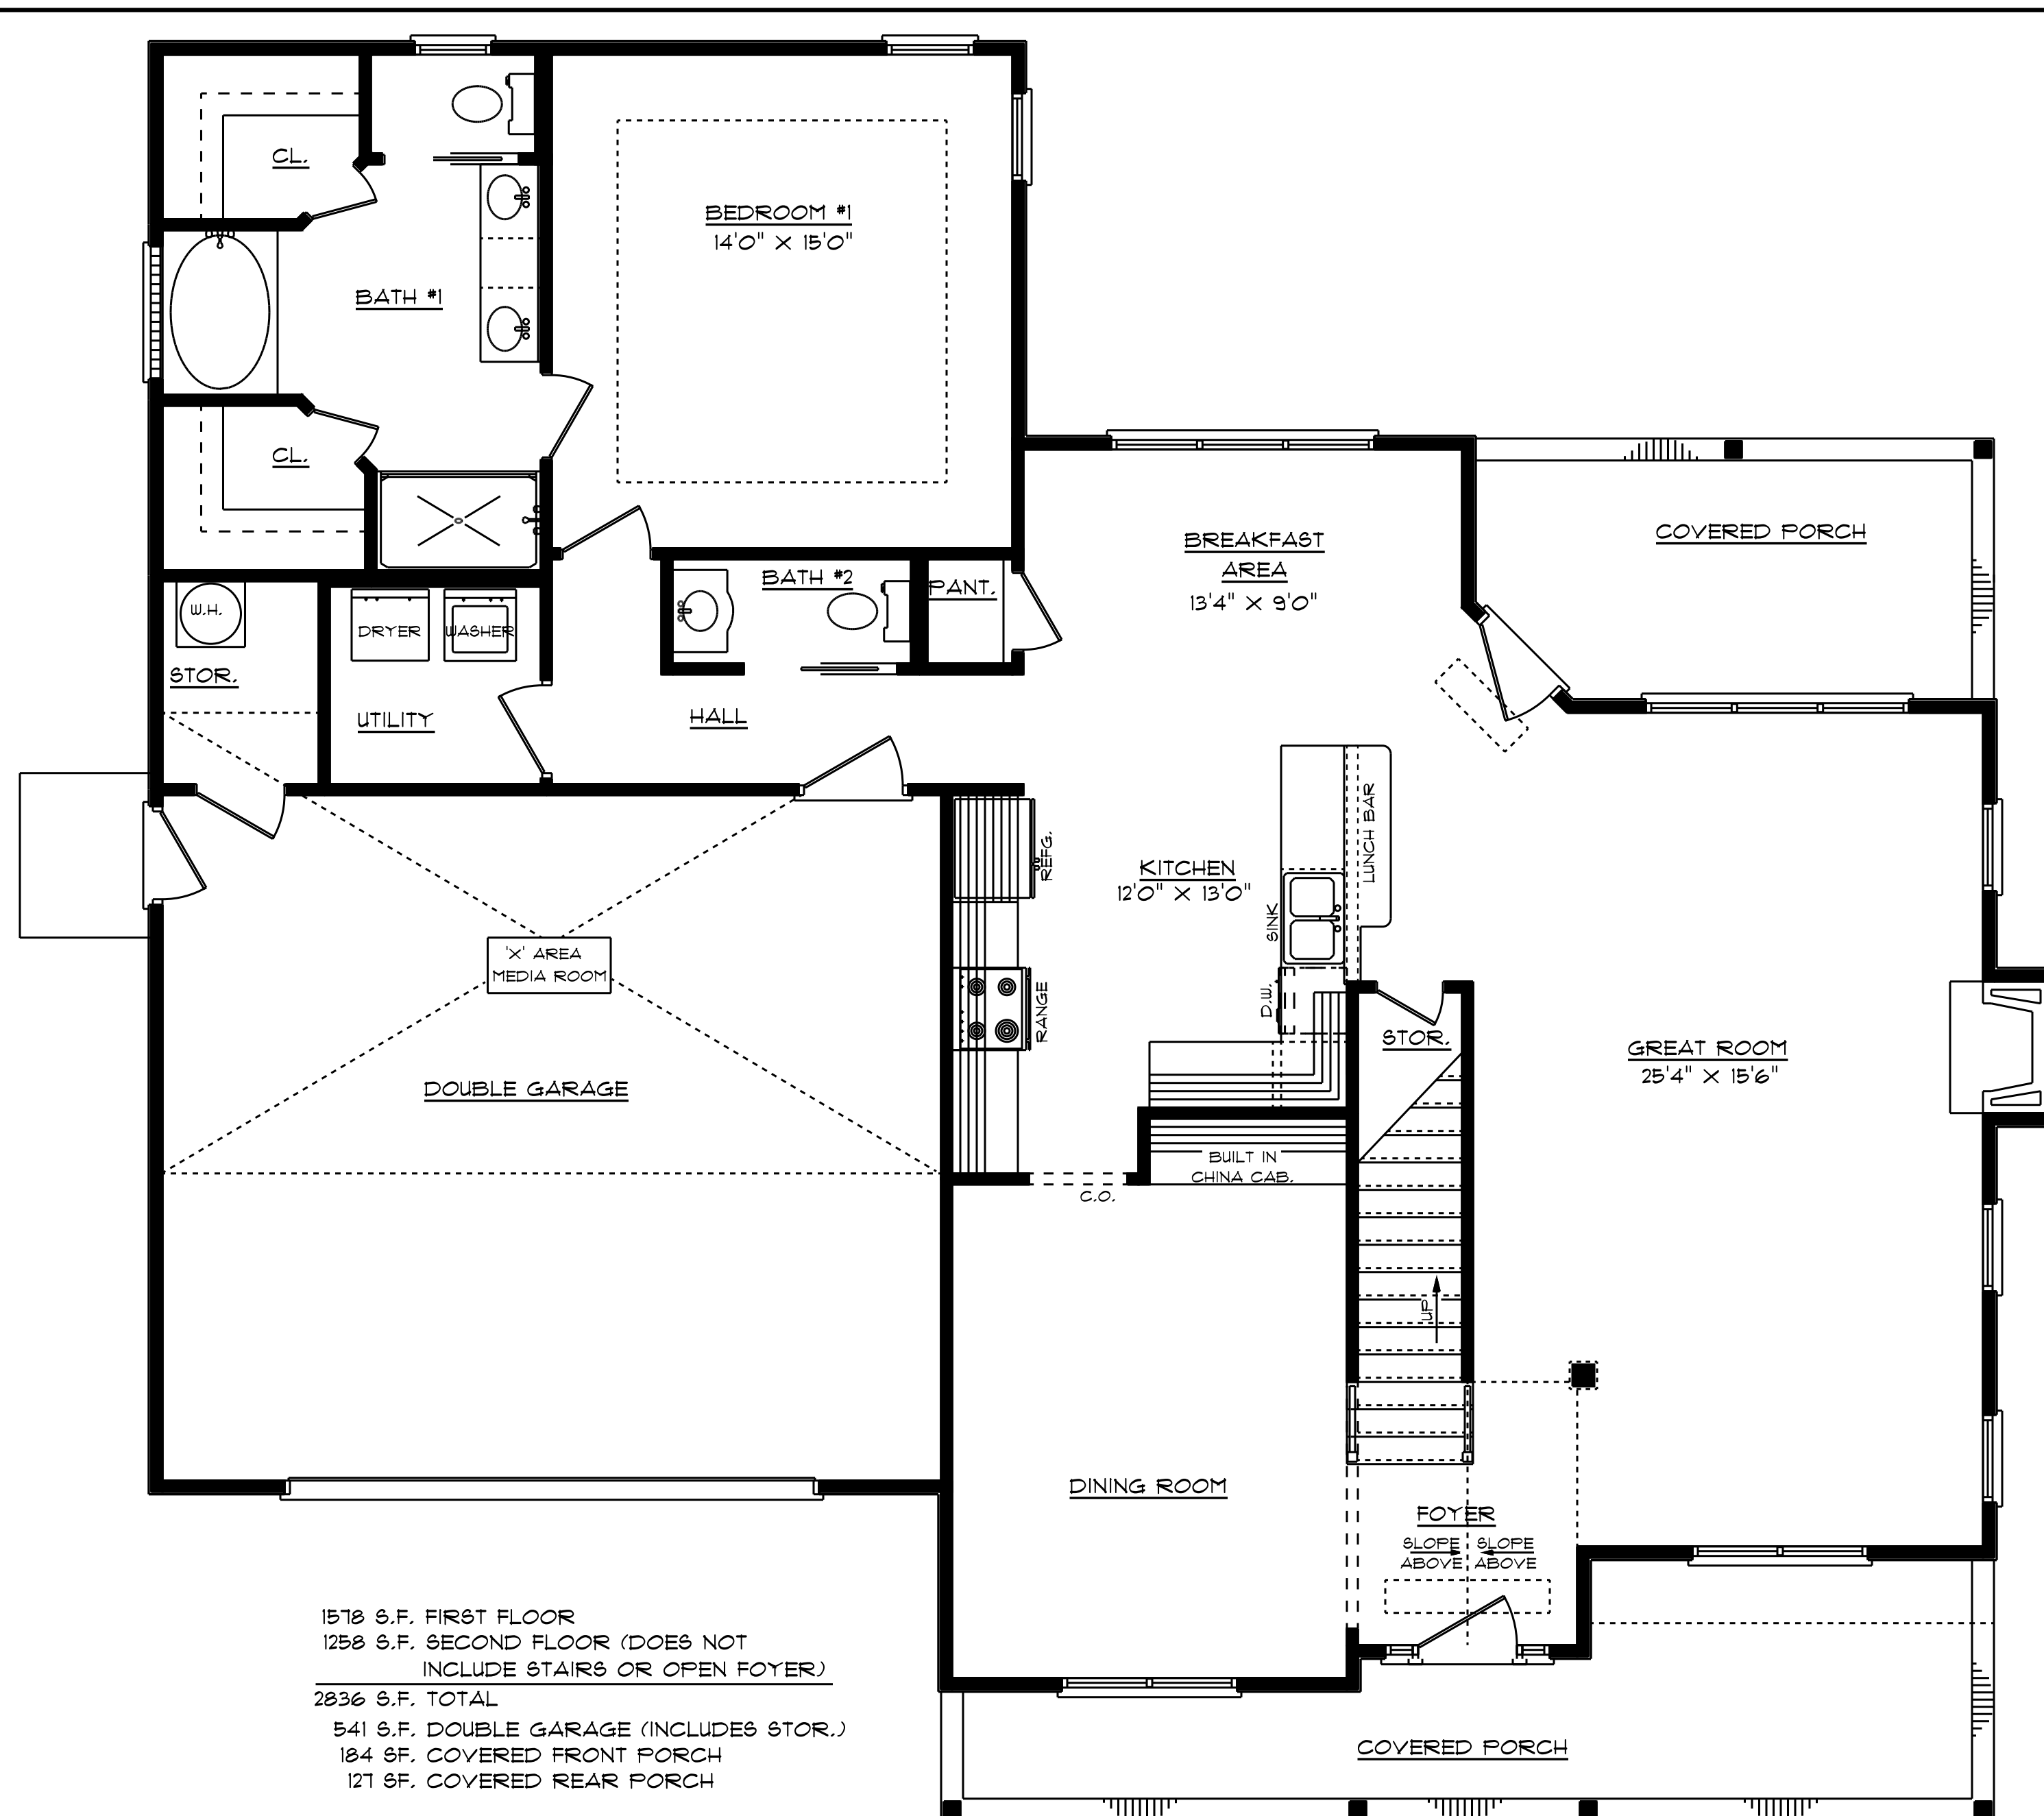 CL.
BEDROOM #1
14'0" X 15'0"
BATH #1
CL.
COVERED PORCH
BREAKFAST
AREA
13'4" X 9'0"
BATH #2
PANT.
W.H.
DRYER
WASHER
STOR.
UTILITY
HALL
LUNCH BAR
REFG.
KITCHEN
12'0" X 13'0"
SINK
'X' AREA
MEDIA ROOM
D.W.
RANGE
STOR.
GREAT ROOM
25'4" X 15'6"
DOUBLE GARAGE
BUILT IN
CHINA CAB.
C.O.
UP
DINING ROOM
FOYER
SLOPE SLOPE
ABOVE ABOVE
1578 S.F. FIRST FLOOR
1258 S.F. SECOND FLOOR (DOES NOT
INCLUDE STAIRS OR OPEN FOYER)
2836 S.F. TOTAL
541 S.F. DOUBLE GARAGE (INCLUDES STOR.)
184 SF. COVERED FRONT PORCH
127 SF. COVERED REAR PORCH
COVERED PORCH